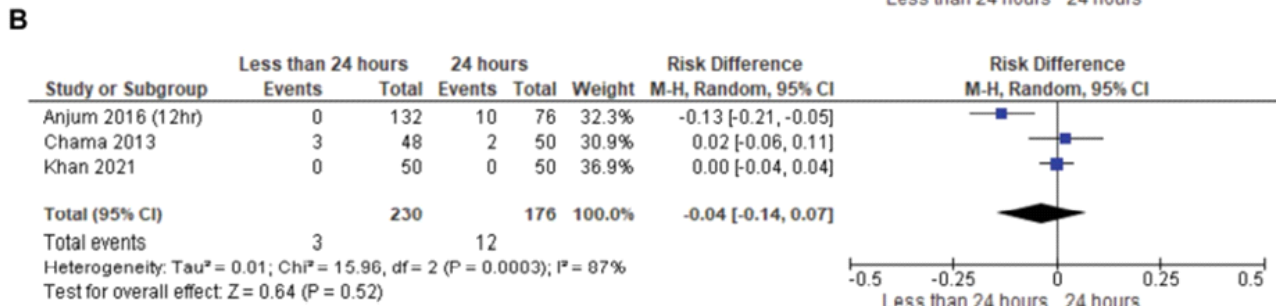 Less than 24 hours 24 hours
B
Less than 24 hours 24 hours Risk Difference Risk Difference
Study or Subgroup Events Total Events Total Weight M-H, Random, 95% CI M-H, Random, 95% CI
Anjum 2016 (12hr) 0 132 10 76 32.3% -0.13 [-0.21, -0.05]
Chama 2013 3 48 2 50 30.9% 0.02 [-0.06, 0.11]
Khan 2021 0 50 0 50 36.9% 0.00 [-0.04, 0.04]
Total (95% CI) 230 176 100.0% -0.04 [-0.14, 0.07]
Total events 3 12
Heterogeneity: Tau² = 0.01; Chi² = 15.96, df = 2 (P = 0.0003); I² = 87%
Test for overall effect: Z = 0.64 (P = 0.52)
-0.5 -0.25 0 0.25 0.5
Less than 24 hours 24 hours